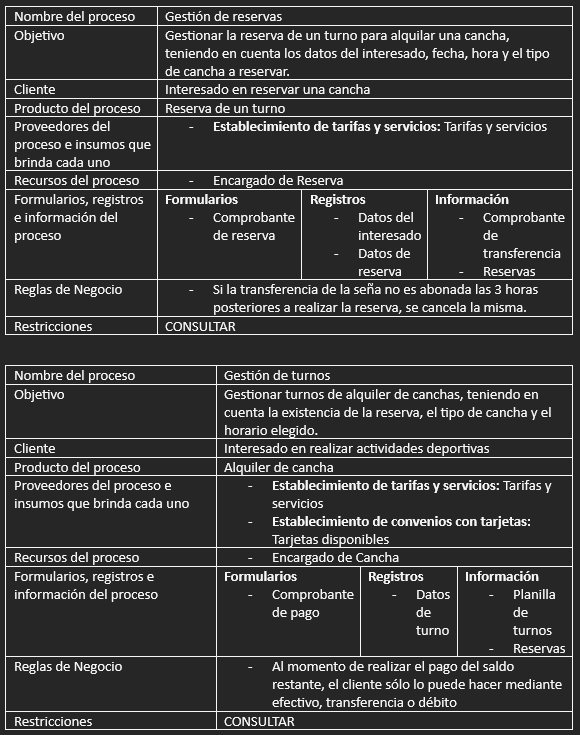 Nombre del proceso Gestión de reservas
Objetivo Gestionar la reserva de un turno para alquilar una cancha,
teniendo en cuenta los datos del interesado, fecha, hora y el tipo
de cancha a reservar.
Cliente Interesado en reservar una cancha
Producto del proceso Reserva de un turno
Proveedores del
proceso e insumos que
brinda cada uno
- Establecimiento de tarifas y servicios: Tarifas y servicios
Recursos del proceso - Encargado de Reserva
Formularios, registros
e información del
proceso
Formularios
- Comprobante
de reserva
Registros
- Datos del
interesado
- Datos de
reserva
Información
- Comprobante
de
transferencia
- Reservas
Reglas de Negocio - Si la transferencia de la seña no es abonada las 3 horas
posteriores a realizar la reserva, se cancela la misma.
Restricciones CONSULTAR
Nombre del proceso Gestión de turnos
Objetivo Gestionar turnos de alquiler de canchas, teniendo en
cuenta la existencia de la reserva, el tipo de cancha y el
horario elegido.
Cliente Interesado en realizar actividades deportivas
Producto del proceso Alquiler de cancha
Proveedores del proceso e
insumos que brinda cada uno
- Establecimiento de tarifas y servicios: Tarifas y
servicios
- Establecimiento de convenios con tarjetas:
Tarjetas disponibles
Recursos del proceso - Encargado de Cancha
Formularios, registros e
información del proceso
Formularios
- Comprobante
de pago
Registros
- Datos
de
turno
Información
- Planilla
de
turnos
- Reservas
Reglas de Negocio - Al momento de realizar el pago del saldo
restante, el cliente sólo lo puede hacer mediante
efectivo, transferencia o débito
Restricciones CONSULTAR